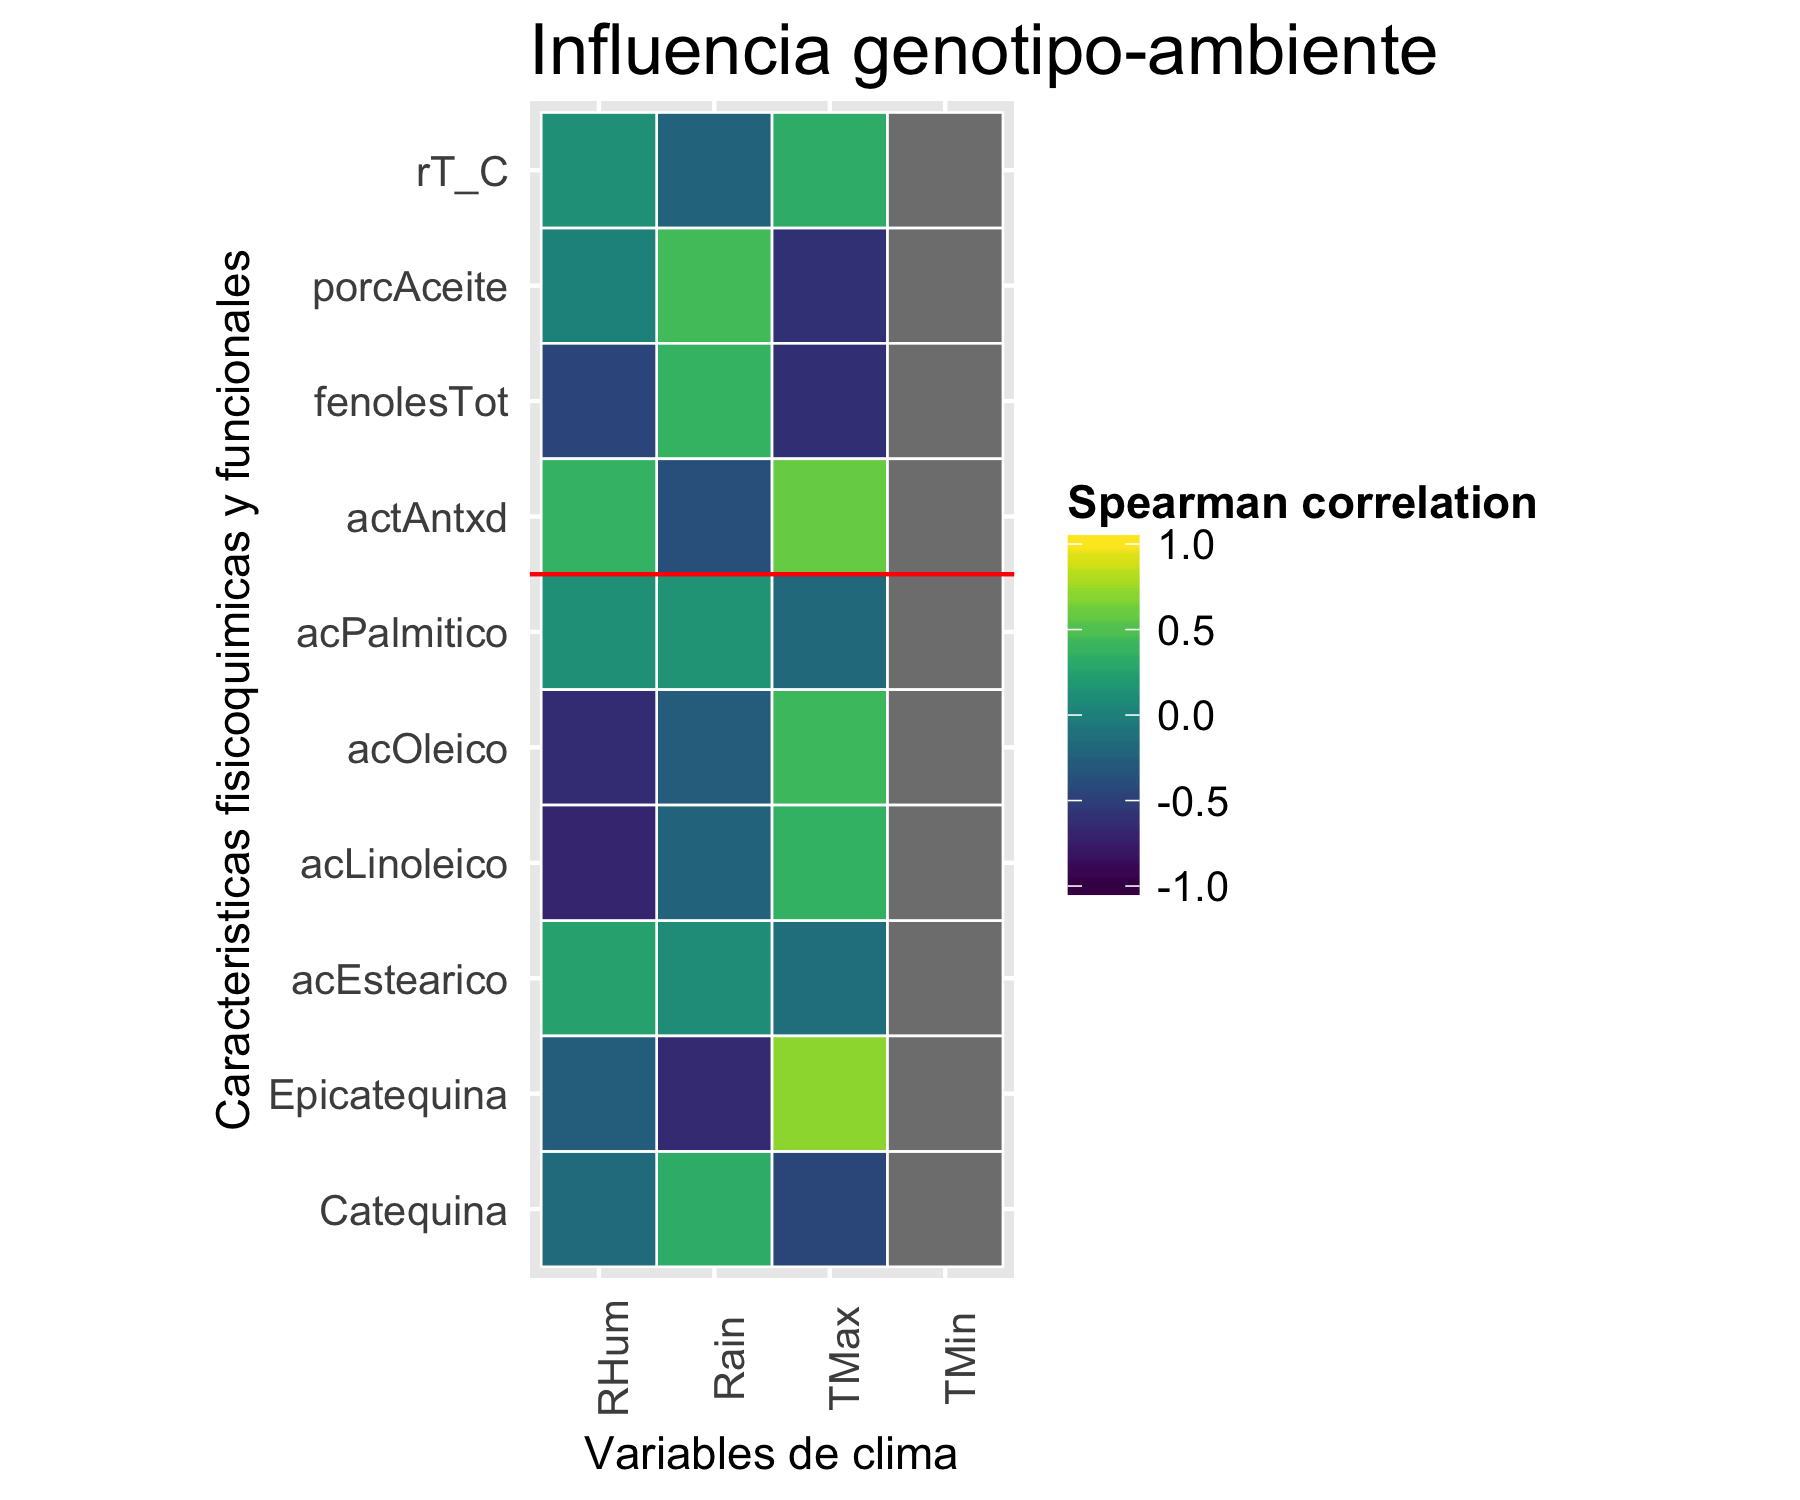 Influencia genotipo-ambiente
Caracteristicas fisicoquimicas y funcionales
rT_C
porcAceite
fenolesTot
actAntxd
acPalmitico
acOleico
acLinoleico
acEstearico
Epicatequina
Catequina
RHum
Rain
TMax
TMin
Variables de clima
Spearman correlation
1.0
0.5
0.0
-0.5
-1.0